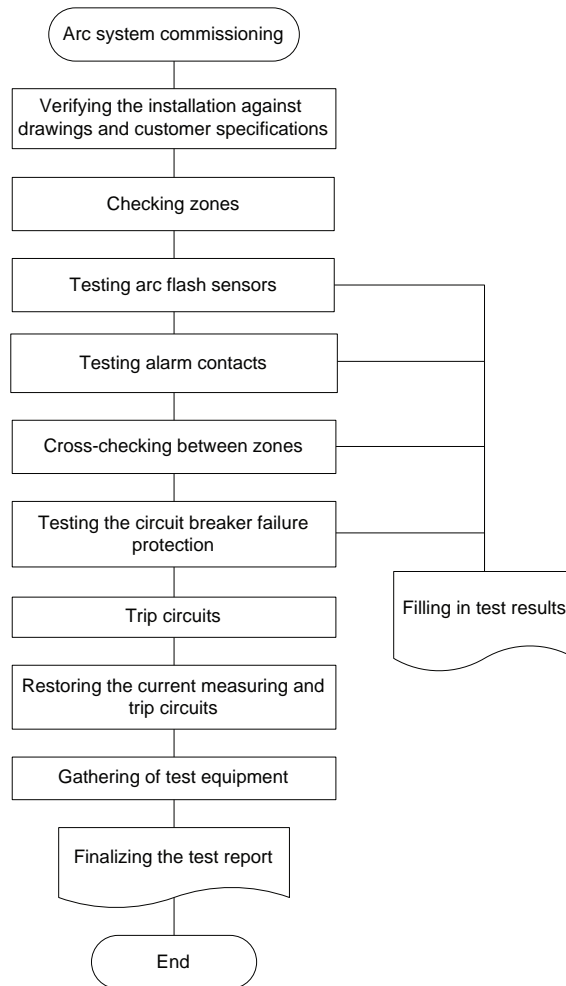 Arc system commissioning
Verifying the installation against
drawings and customer specifications
Checking zones
Testing arc flash sensors
Testing alarm contacts
Cross-checking between zones
Testing the circuit breaker failure
protection
Filling in test results
Trip circuits
Restoring the current measuring and
trip circuits
Gathering of test equipment
Finalizing the test report
End